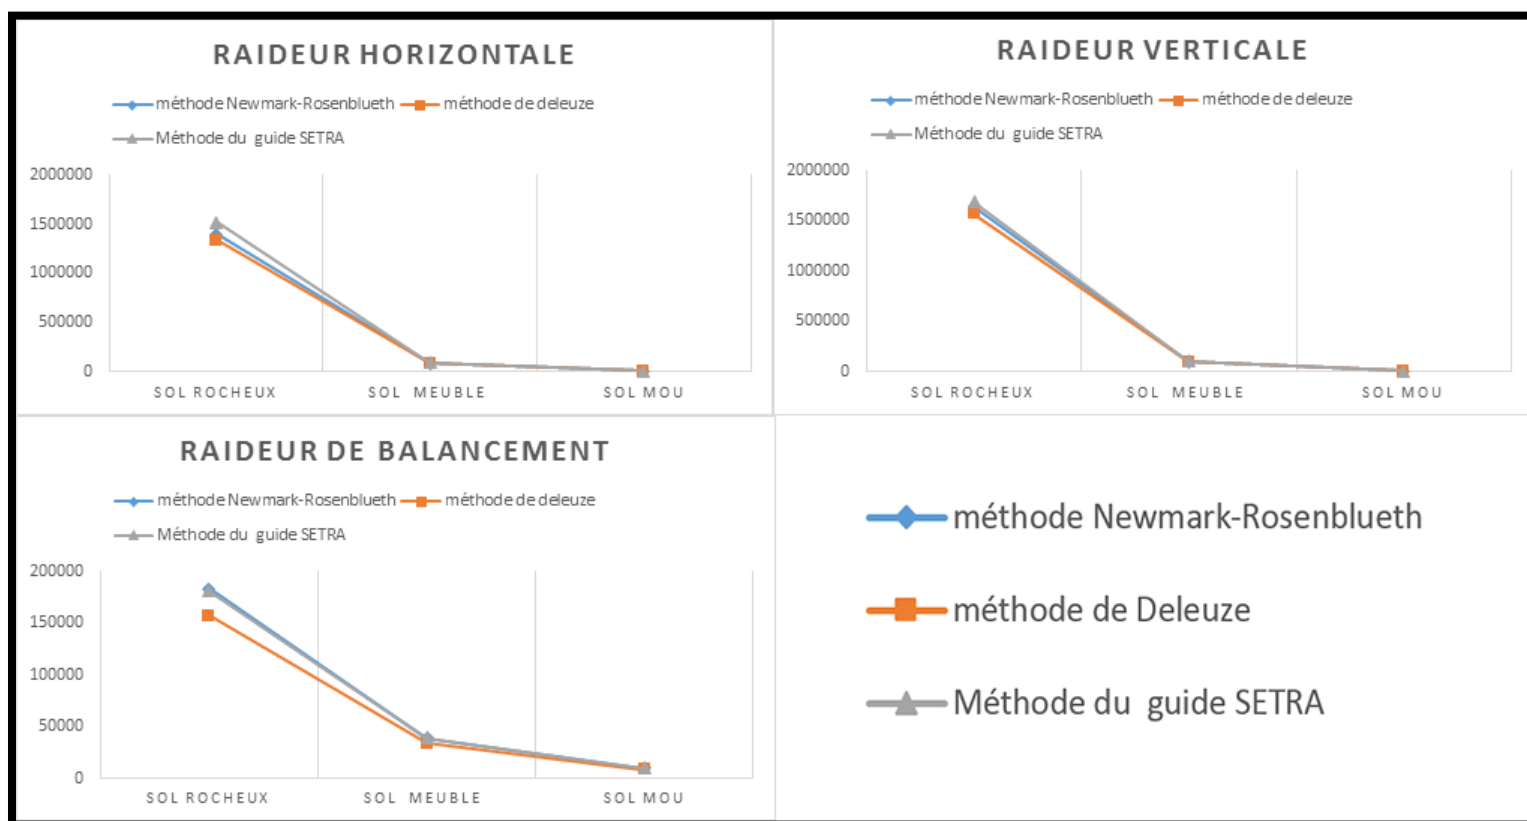 RAIDEUR HORIZONTALE
méthode Newmark-Rosenblueth méthode de deleuze
Méthode du guide SETRA
2000000
1500000
1000000
500000
0
SOL ROCHEUX SOL MEUBLE SOL MOU
RAIDEUR VERTICALE
méthode Newmark-Rosenblueth méthode de deleuze
Méthode du guide SETRA
2000000
1500000
1000000
500000
0
SOL ROCHEUX SOL MEUBLE SOL MOU
RAIDEUR DE BALANCEMENT
méthode Newmark-Rosenblueth méthode de deleuze
Méthode du guide SETRA
200000
150000
100000
50000
0
SOL ROCHEUX SOL MEUBLE SOL MOU
méthode Newmark-Rosenblueth
méthode de Deleuze
Méthode du guide SETRA